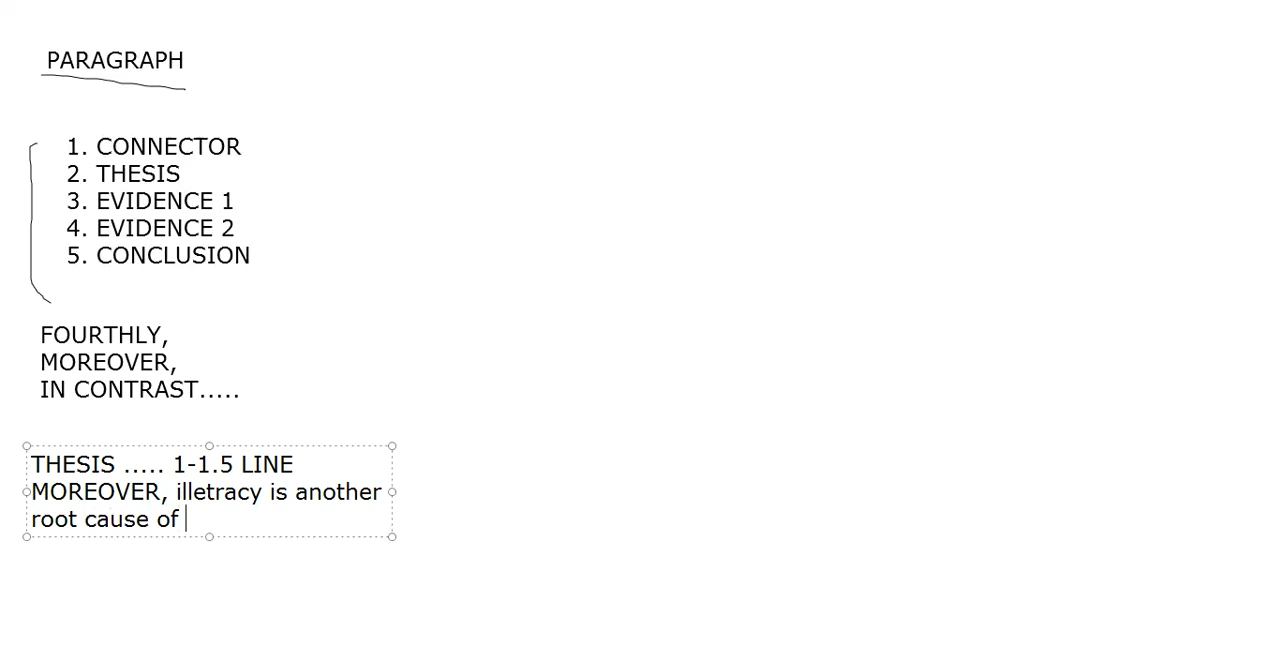 PARAGRAPH
1. CONNECTOR
2. THESIS
3. EVIDENCE 1
4. EVIDENCE 2
5. CONCLUSION
FOURTHLY,
MOREOVER,
IN CONTRAST.....
THESIS ..... 1-1.5 LINE
MOREOVER, illetracy is another
root cause of